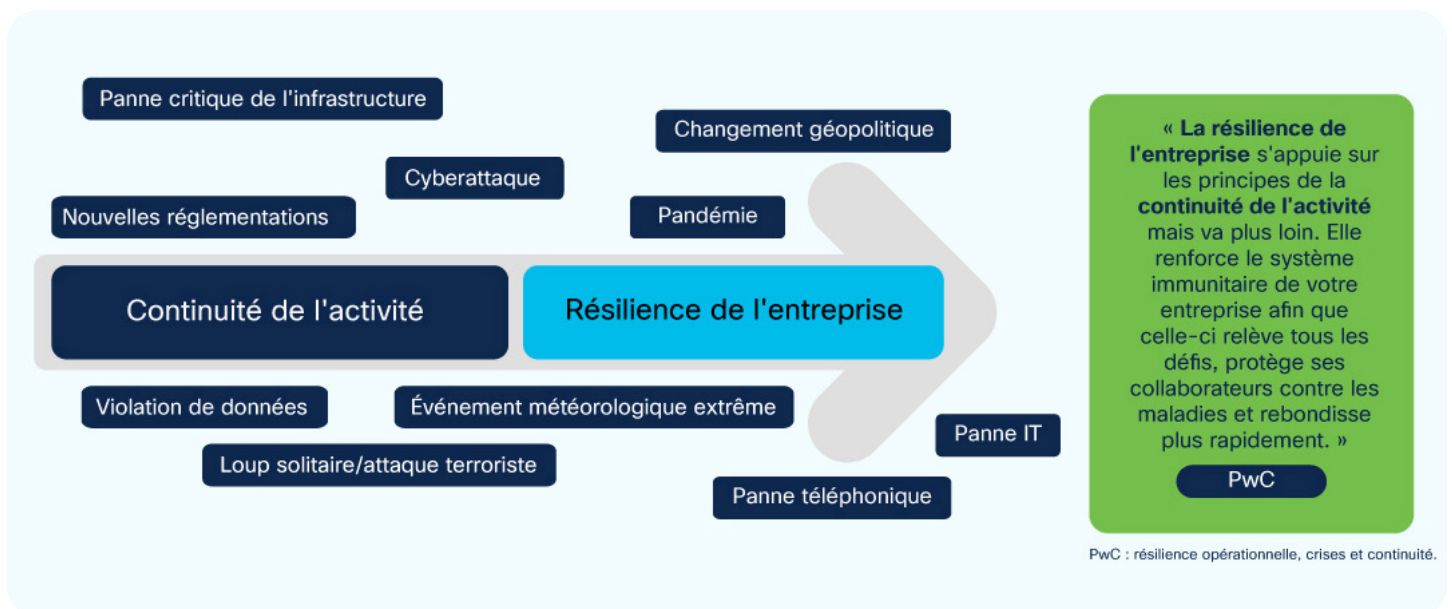 Panne critique de l'infrastructure
Changement géopolitique
Cyberattaque
Nouvelles réglementations
Pandémie
Continuité de l'activité
Résilience de l'entreprise
Violation de données
Événement météorologique extrême
Panne IT
Loup solitaire/attaque terroriste
Panne téléphonique
« La résilience de
l'entreprise s'appuie sur
les principes de la
continuité de l'activité
mais va plus loin. Elle
renforce le système
immunitaire de votre
entreprise afin que
celle-ci relève tous les
défis, protège ses
collaborateurs contre les
maladies et rebondisse
plus rapidement. »
PwC
PwC : résilience opérationnelle, crises et continuité.